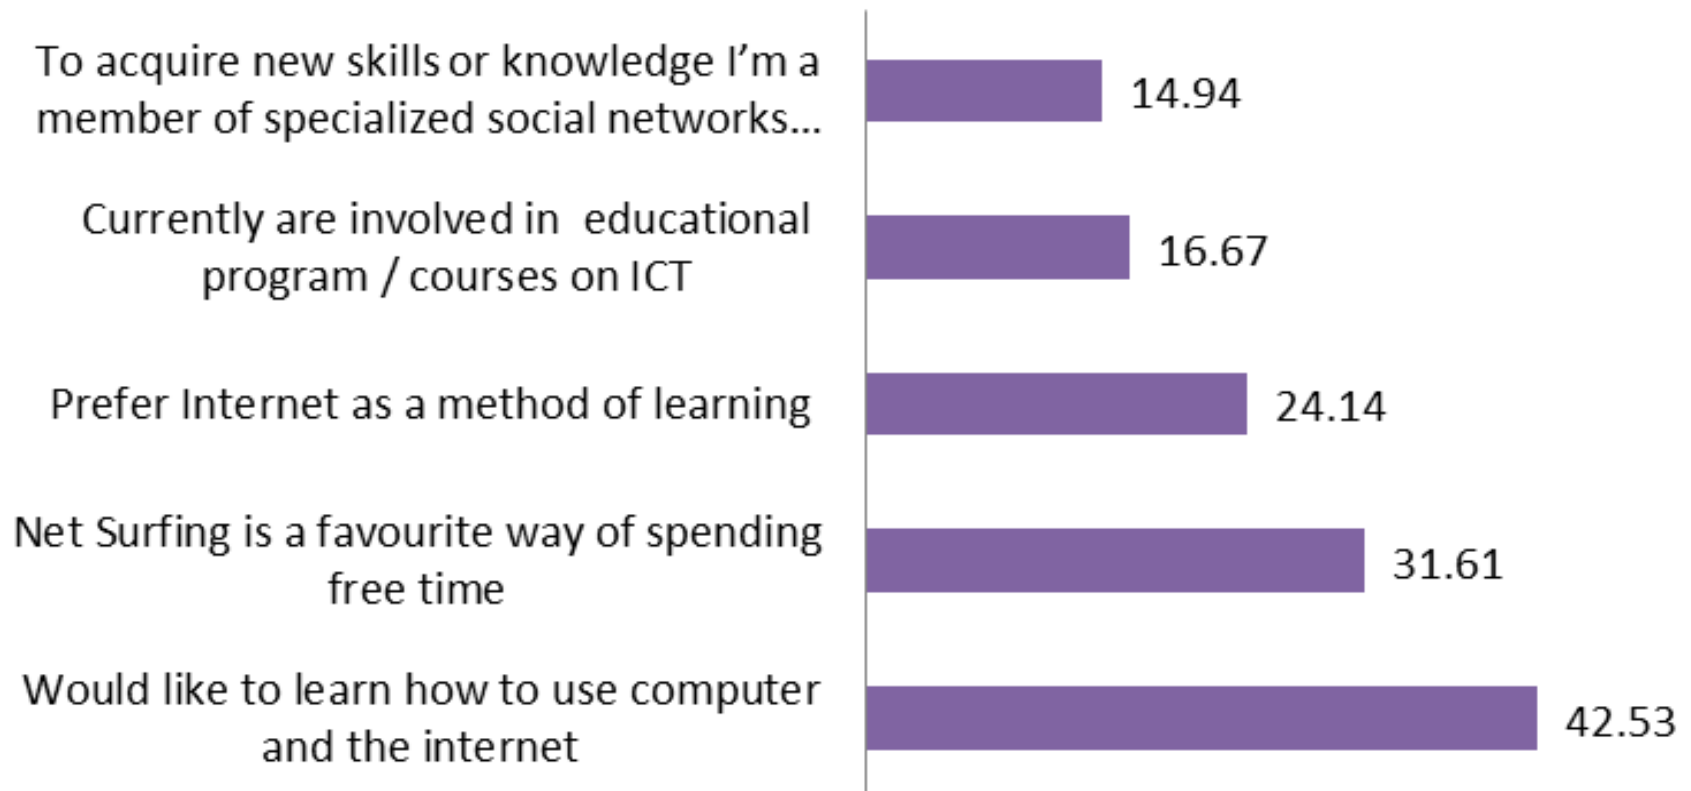 To acquire new skills or knowledge I’m a
member of specialized social networks...
14.94
Currently are involved in  educational
program / courses on ICT
16.67
Prefer Internet as a method of learning
24.14
Net Surfing is a favourite way of spending
free time
31.61
Would like to learn how to use computer
and the internet
42.53